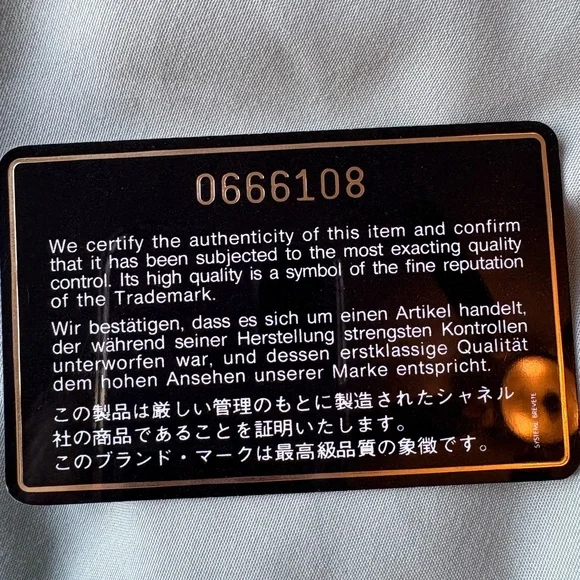 0666108
We certify the authenticity of this item and confirm
that it has been subjected to the most exacting quality
control. Its high quality is a symbol of the fine reputation
of the Trademark.
Wir bestätigen, dass es sich um einen Artikel handelt,
der während seiner Herstellung strengsten Kontrollen
unterworfen war, und dessen erstklassige Qualität
dem hohen Ansehen unserer Marke entspricht.
この製品は厳しい管理のもとに製造されたシャネル
社の商品であることを証明いたします。
このブランド・マークは最高級品質の象徴です。
SYSTEME BREVETE